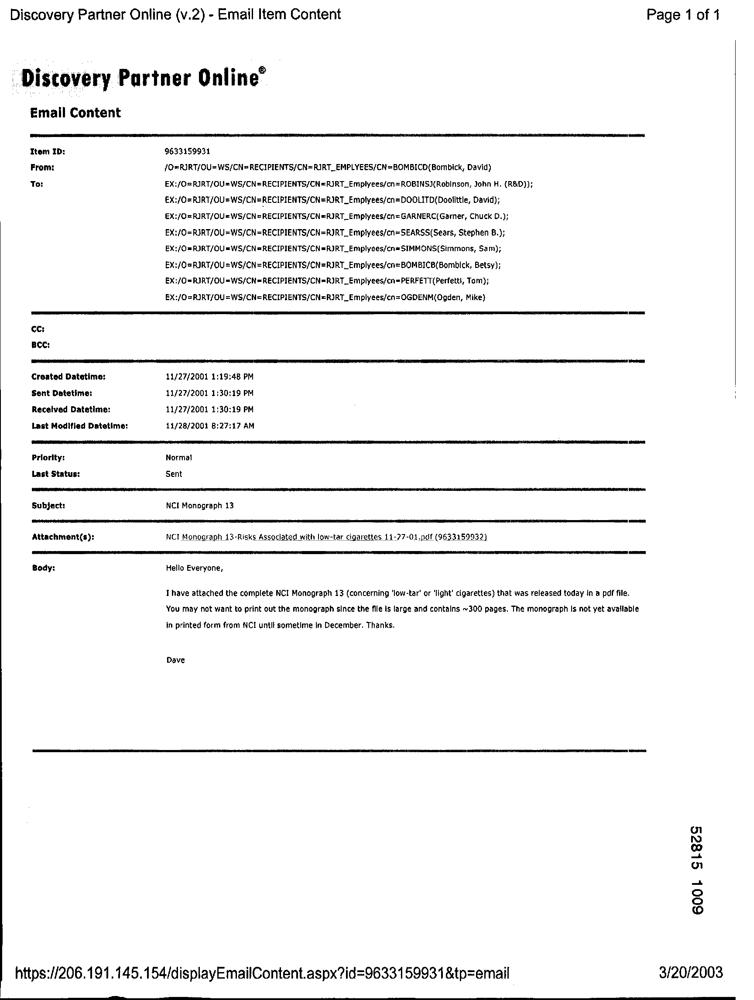 Discovery Partner Online (v.2) - Email Item Content
Page 1 of 1
Discovery Partner Online®
Email Content
Item ID: 9633159931
From: /O=RJRT/OU=WS/CN=RECIPIENTS/CN=RJRT_EMPLYEES/CN=BOMBICD(Bombick, David)
To: EX:/O=RJRT/OU=WS/CN=RECIPIENTS/CN=RJRT_Emplyees/cn=ROBINSJ(Robinson, John H. (R&D));
EX:/O=RJRT/OU=WS/CN=RECIPIENTS/CN=RJRT_Emplyees/cn=DOOLITD(Doolittle, David);
EX:/O=RJRT/OU=WS/CN=RECIPIENTS/CN=RJRT_Emplyees/cn=GARNERC(Garner, Chuck D.);
EX:/O=RJRT/OU=WS/CN=RECIPIENTS/CN=RJRT_Emplyees/cn=SEARSS(Sears, Stephen B.);
EX:/O=RJRT/OU=WS/CN=RECIPIENTS/CN=RJRT_Emplyees/cn=SIMMONS(Simmons, Sam);
EX:/O=RJRT/OU=WS/CN=RECIPIENTS/CN=RJRT_Emplyees/cn=BOMBICB(Bombick, Betsy);
EX:/O=RJRT/OU=WS/CN=RECIPIENTS/CN=RJRT_Emplyees/cn=PERFETT(Perfetti, Tom);
EX:/O=RJRT/OU=WS/CN=RECIPIENTS/CN=RJRT_Emplyees/cn=OGDENM(Ogden, Mike)
CC:
BCC:
Created Datetime: 11/27/2001 1:19:48 PM
Sent Datetime: 11/27/2001 1:30:19 PM
Received Datetime: 11/27/2001 1:30:19 PM
Last Modified Datetime: 11/28/2001 8:27:17 AM
Priority: Normal
Last Status: Sent
Subject: NCI Monograph 13
Attachment(s): NCI Monograph 13-Risks Associated with low-tar cigarettes 11-27-01.pdf (9633159932)
Body: Hello Everyone,
I have attached the complete NCI Monograph 13 (concerning 'low-tar' or 'light' cigarettes) that was released today in a pdf file.
You may not want to print out the monograph since the file is large and contains ~300 pages. The monograph is not yet available
in printed form from NCI until sometime in December. Thanks.
Dave
52815 1009
https://206.191.145.154/displayEmailContent.aspx?id=9633159931&tp=email
3/20/2003